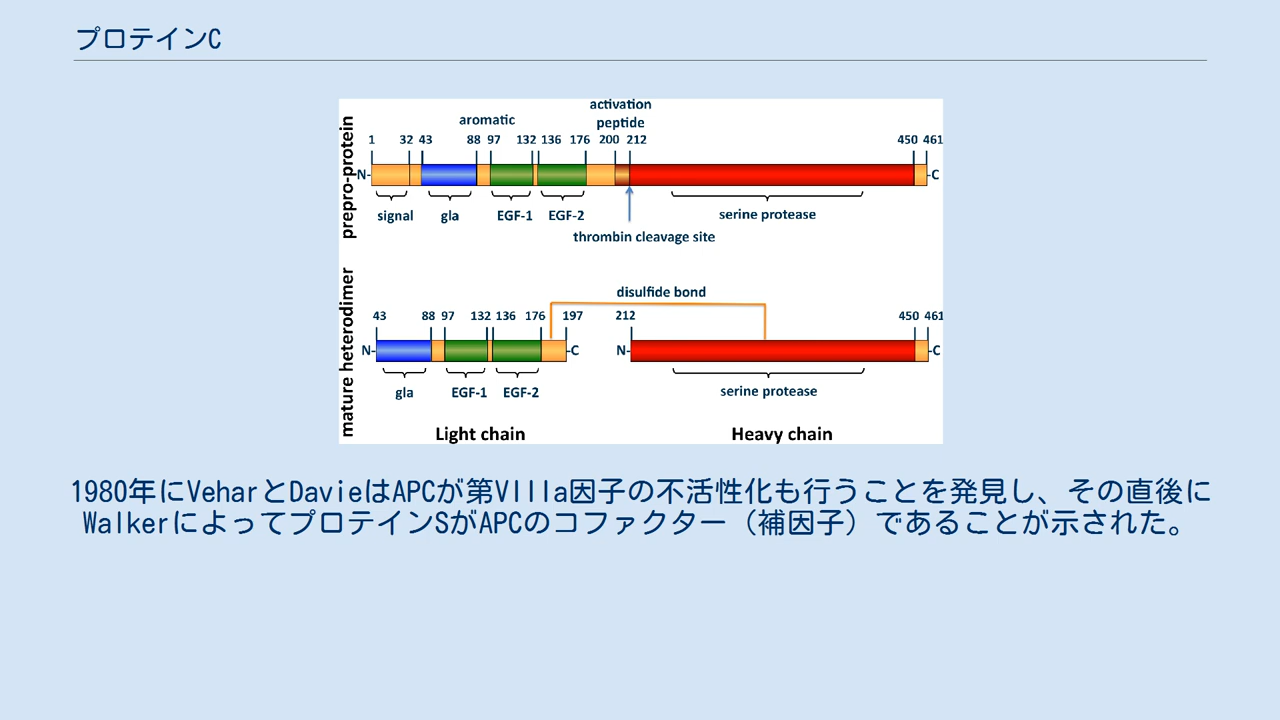 プロテインC
activation
aromatic peptide
1 32 43 88 97 132 136 176 200 212 450 461
prepro-protein
N- -C
signal gla EGF-1 EGF-2 serine protease
thrombin cleavage site
disulfide bond
43 88 97 132 136 176 197 212 450 461
mature heterodimer
N- -C N- -C
gla EGF-1 EGF-2 serine protease
Light chain Heavy chain
1980年にVeharとDavieはAPCが第VIIIa因子の不活性化も行うことを発見し、その直後に
WalkerによってプロテインSがAPCのコファクター（補因子）であることが示された。